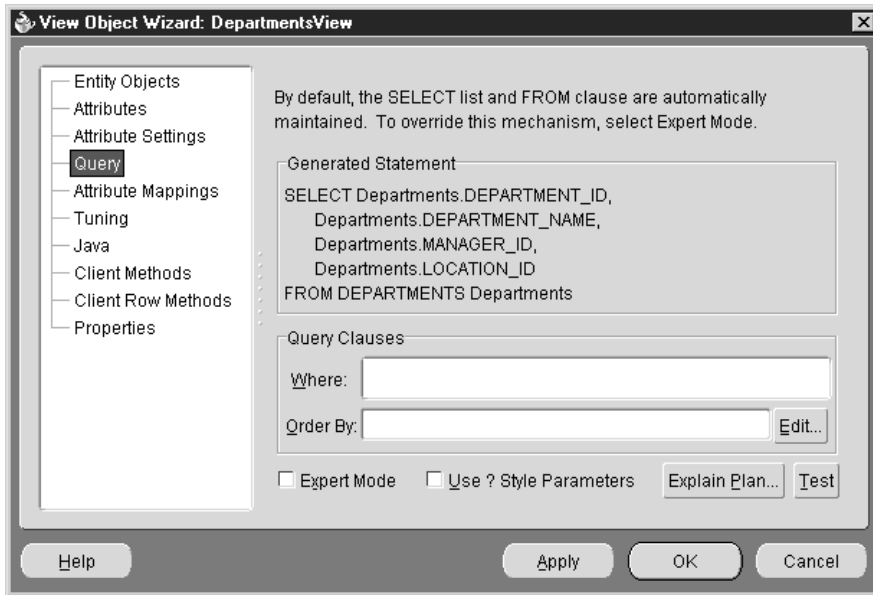 View Object Wizard: DepartmentsView
Entity Objects
Attributes
Attribute Settings
Query
Attribute Mappings
Tuning
Java
Client Methods
Client Row Methods
Properties
By default, the SELECT list and FROM clause are automatically
maintained. To override this mechanism, select Expert Mode.
Generated Statement
SELECT Departments.DEPARTMENT_ID,
Departments.DEPARTMENT_NAME,
Departments.MANAGER_ID,
Departments.LOCATION_ID
FROM DEPARTMENTS Departments
Query Clauses
Where:
Order By:
Edit...
Expert Mode
Use ? Style Parameters
Explain Plan...
Test
Help
Apply
OK
Cancel